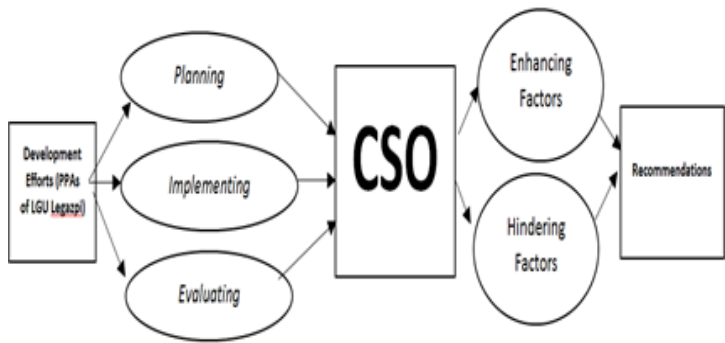 Development
Efforts (PPAs
of LGU Legazpi)
Planning
Implementing
Evaluating
CSO
Enhancing
Factors
Hindering
Factors
Recommendations